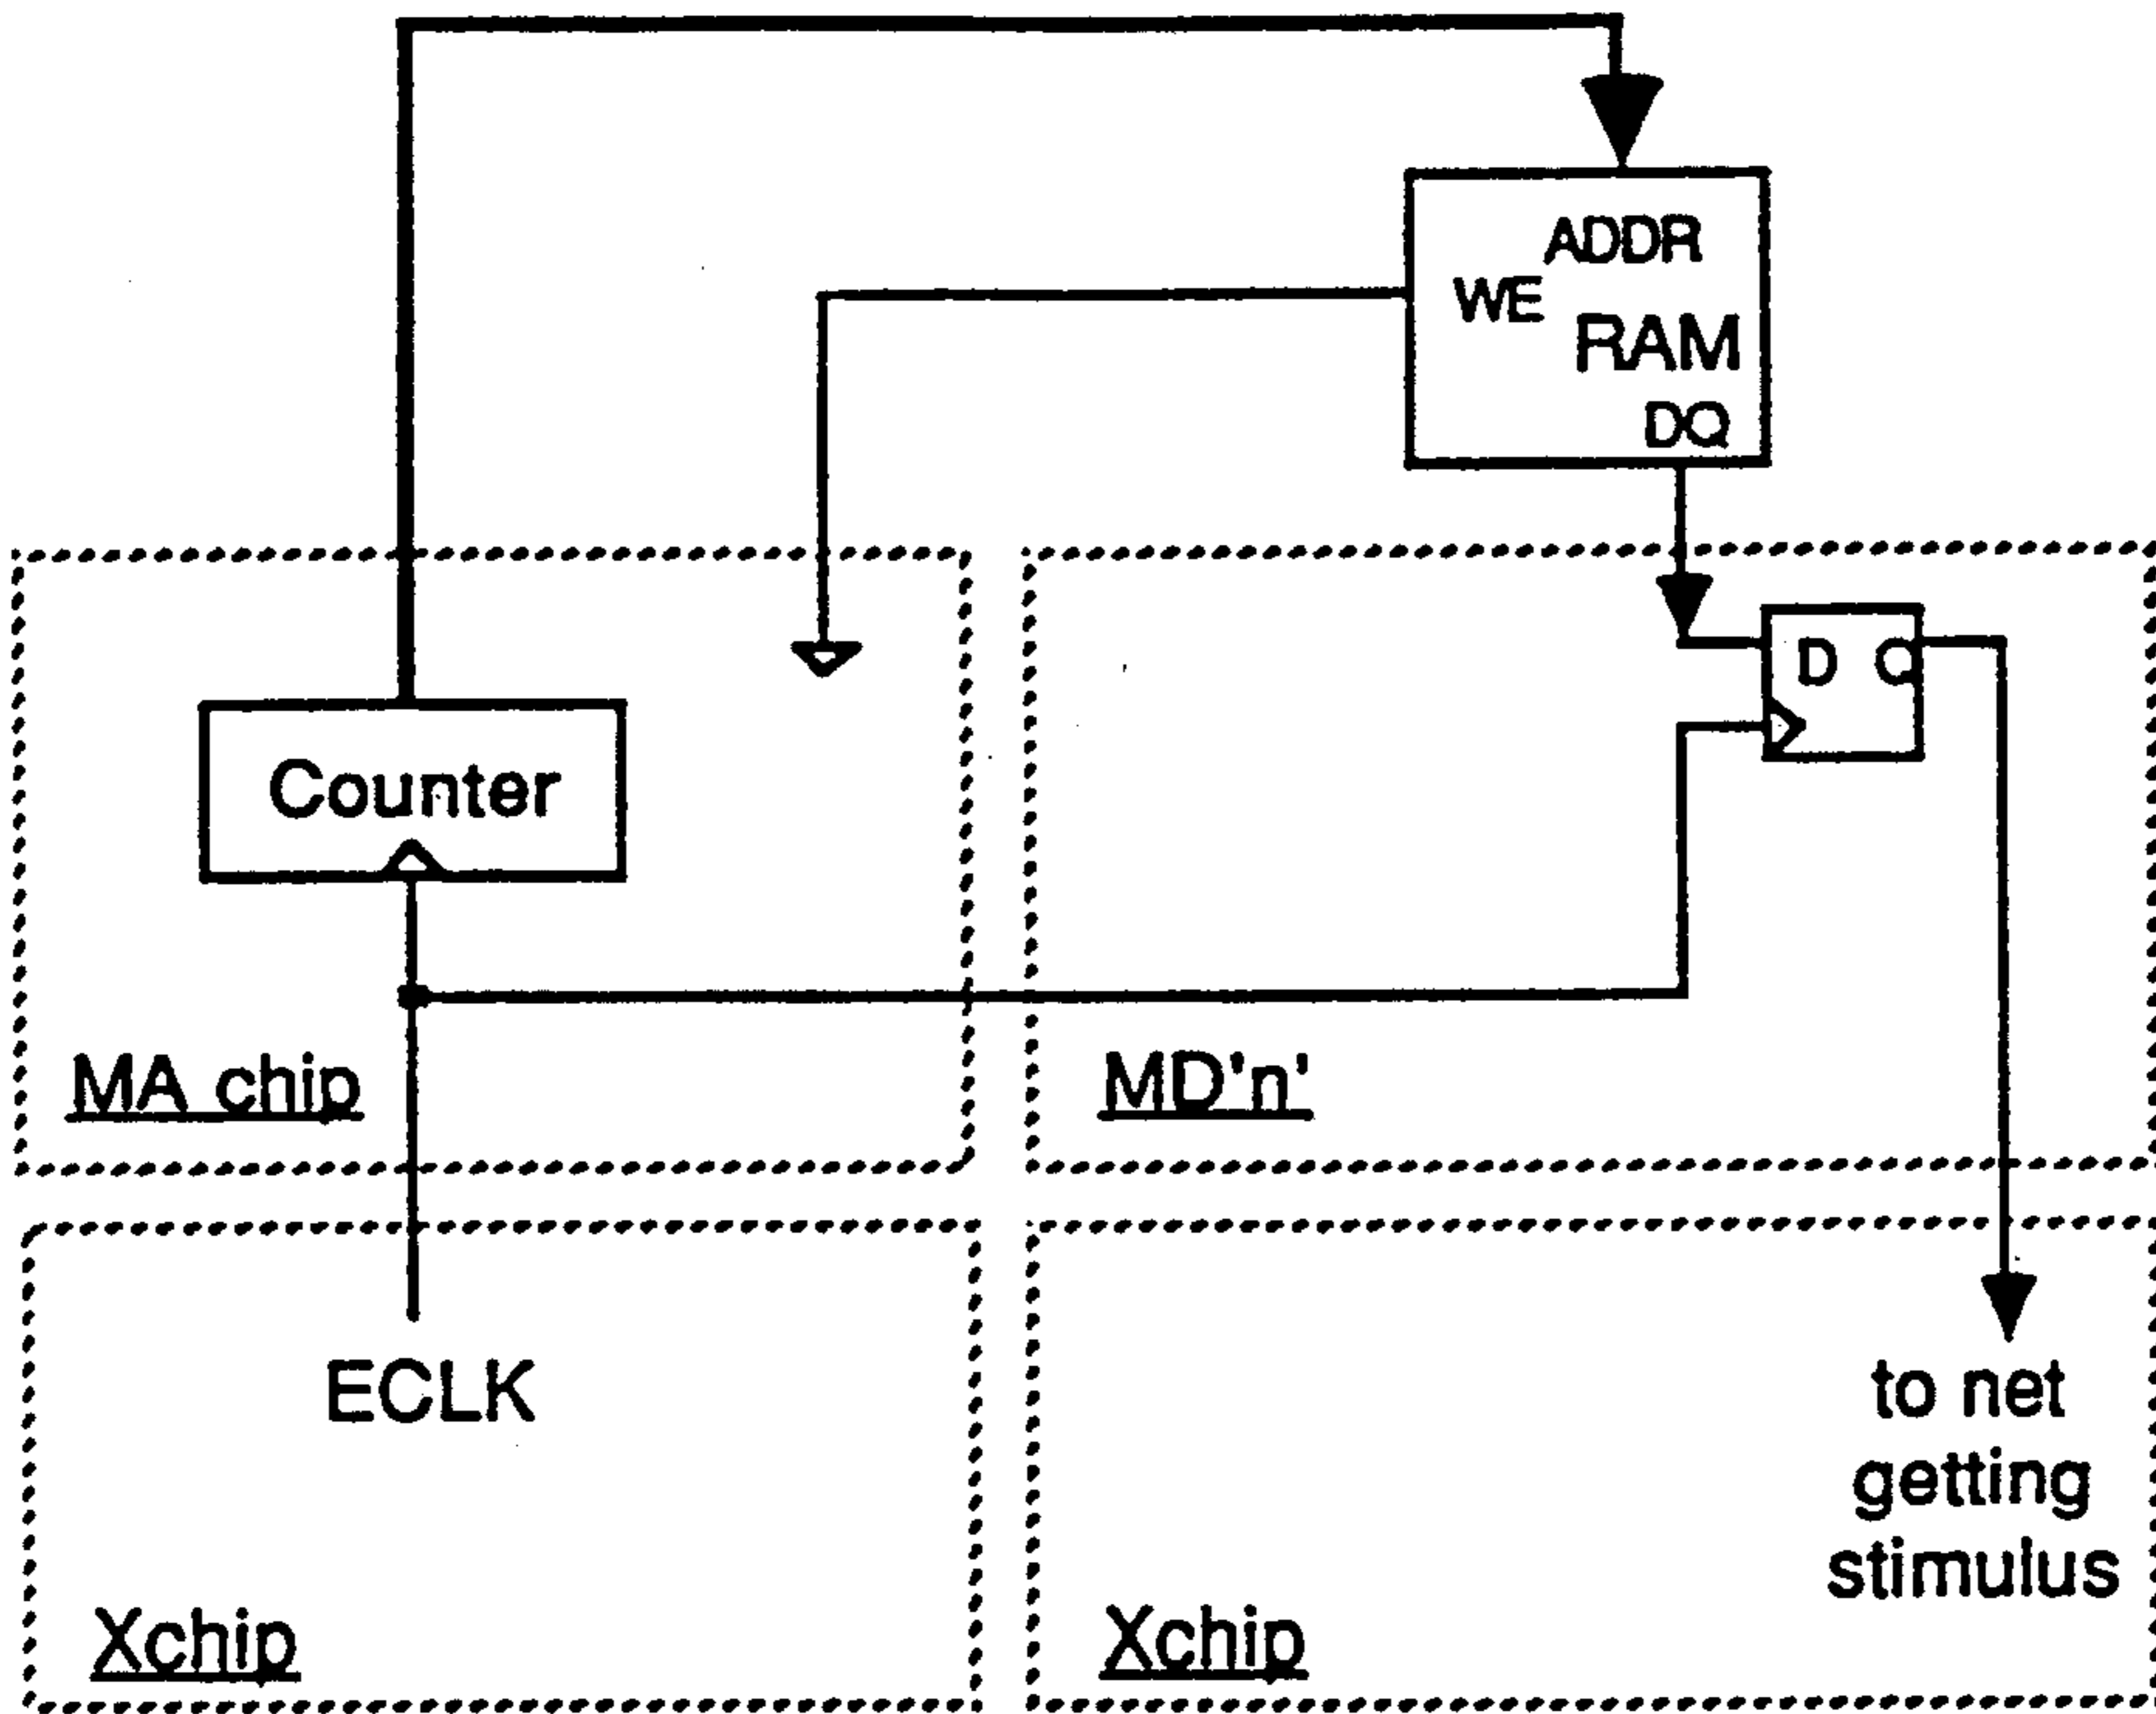 ADDR
WE
RAM
DQ
D Q
Counter
MA chip
MD'n'
ECLK
to net
getting
stimulus
Xchip
Xchip